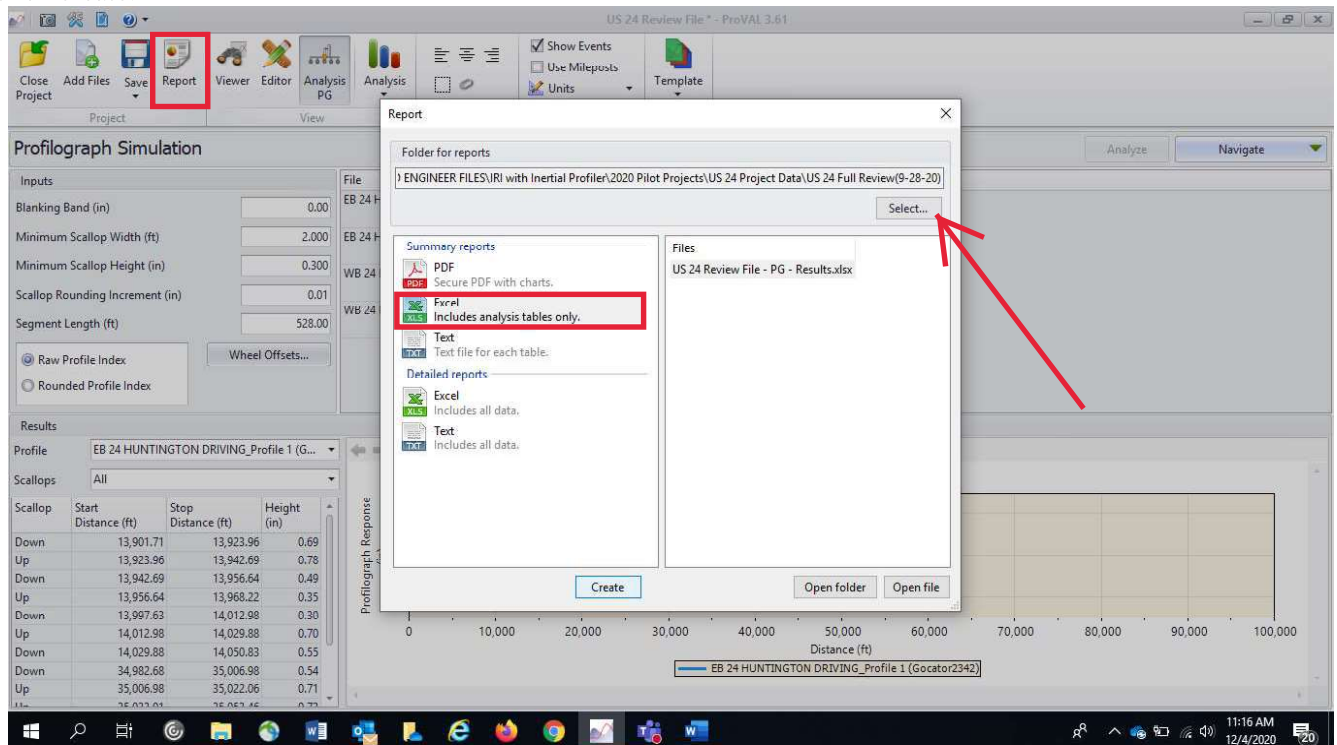 US 24 Review File * - ProVAL 3.61
Close Project
Add Files
Save
Report
Viewer
Editor
Analysis PG
Analysis
Show Events
Use Mileposts
Units
Template
Project
View
Profilograph Simulation
Analyze
Navigate
Inputs
File
Blanking Band (in) 0.00
EB 24 H
Minimum Scallop Width (ft) 2.000
EB 24 H
Minimum Scallop Height (in) 0.300
WB 24
Scallop Rounding Increment (in) 0.01
WB 24
Segment Length (ft) 528.00
Raw Profile Index
Wheel Offsets...
Rounded Profile Index
Report
Folder for reports
ENGINEER FILES\IRI with Inertial Profiler\2020 Pilot Projects\US 24 Project Data\US 24 Full Review(9-28-20)
Select...
Summary reports
PDF
PDF
Secure PDF with charts.
Excel
XLS
Includes analysis tables only.
Text
TXT
Text file for each table.
Detailed reports
Excel
XLS
Includes all data.
Text
TXT
Includes all data.
Files
US 24 Review File - PG - Results.xlsx
Create
Open folder
Open file
Results
Profile EB 24 HUNTINGTON DRIVING_Profile 1 (G...
Scallops All
Scallop Start Distance (ft) Stop Distance (ft) Height (in)
Down 13,901.71 13,923.96 0.69
Up 13,923.96 13,942.69 0.78
Down 13,942.69 13,956.64 0.49
Up 13,956.64 13,968.22 0.35
Down 13,997.63 14,012.98 0.30
Up 14,012.98 14,029.88 0.70
Down 14,029.88 14,050.83 0.55
Down 34,982.68 35,006.98 0.54
Up 35,006.98 35,022.06 0.71
Profilograph Response
0 10,000 20,000 30,000 40,000 50,000 60,000 70,000 80,000 90,000 100,000
Distance (ft)
EB 24 HUNTINGTON DRIVING_Profile 1 (Gocator2342)
11:16 AM
12/4/2020
20